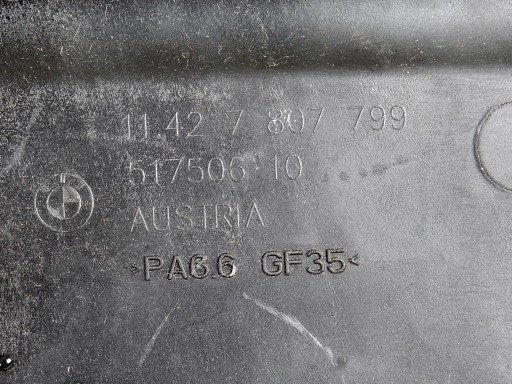 11 42 7 807 799
517506-10
AUSTRIA
>PA6.6 GF35<